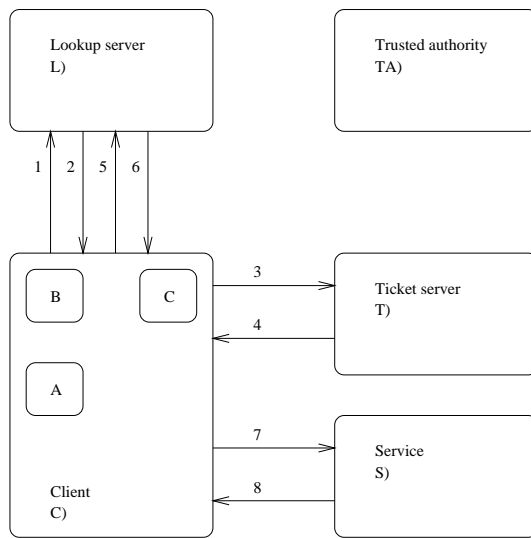 Lookup server
L)
Trusted authority
TA)
1
2
5
6
B
C
3
Ticket server
T)
4
A
7
Service
S)
8
Client
C)